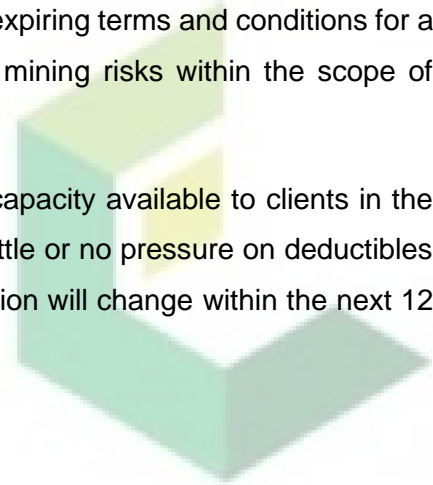 expiring terms and conditions for a
mining risks within the scope of
capacity available to clients in the
ttle or no pressure on deductibles
tion will change within the next 12